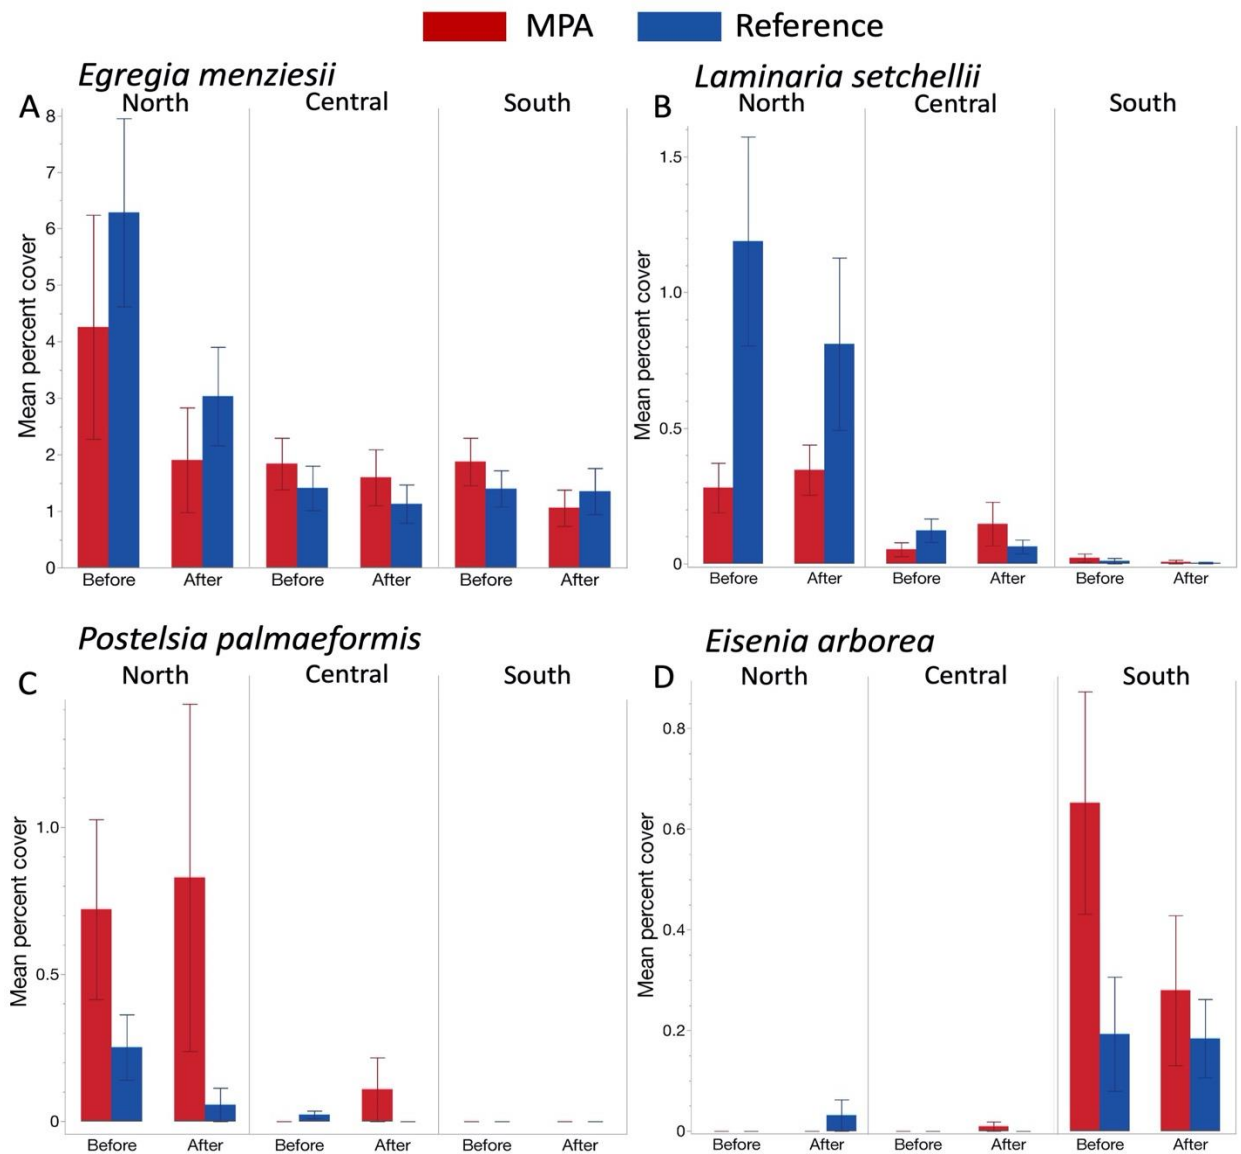 MPA Reference
Egregia menziesii
A North Central South
Mean percent cover
8
7
6
5
4
3
2
1
0
Before After Before After Before After
Laminaria setchellii
B North Central South
Mean percent cover
1.5
1.0
0.5
0
Before After Before After Before After
Postelsia palmaeformis
C North Central South
Mean percent cover
1.0
0.5
0
Before After Before After Before After
Eisenia arborea
D North Central South
Mean percent cover
0.8
0.6
0.4
0.2
0
Before After Before After Before After